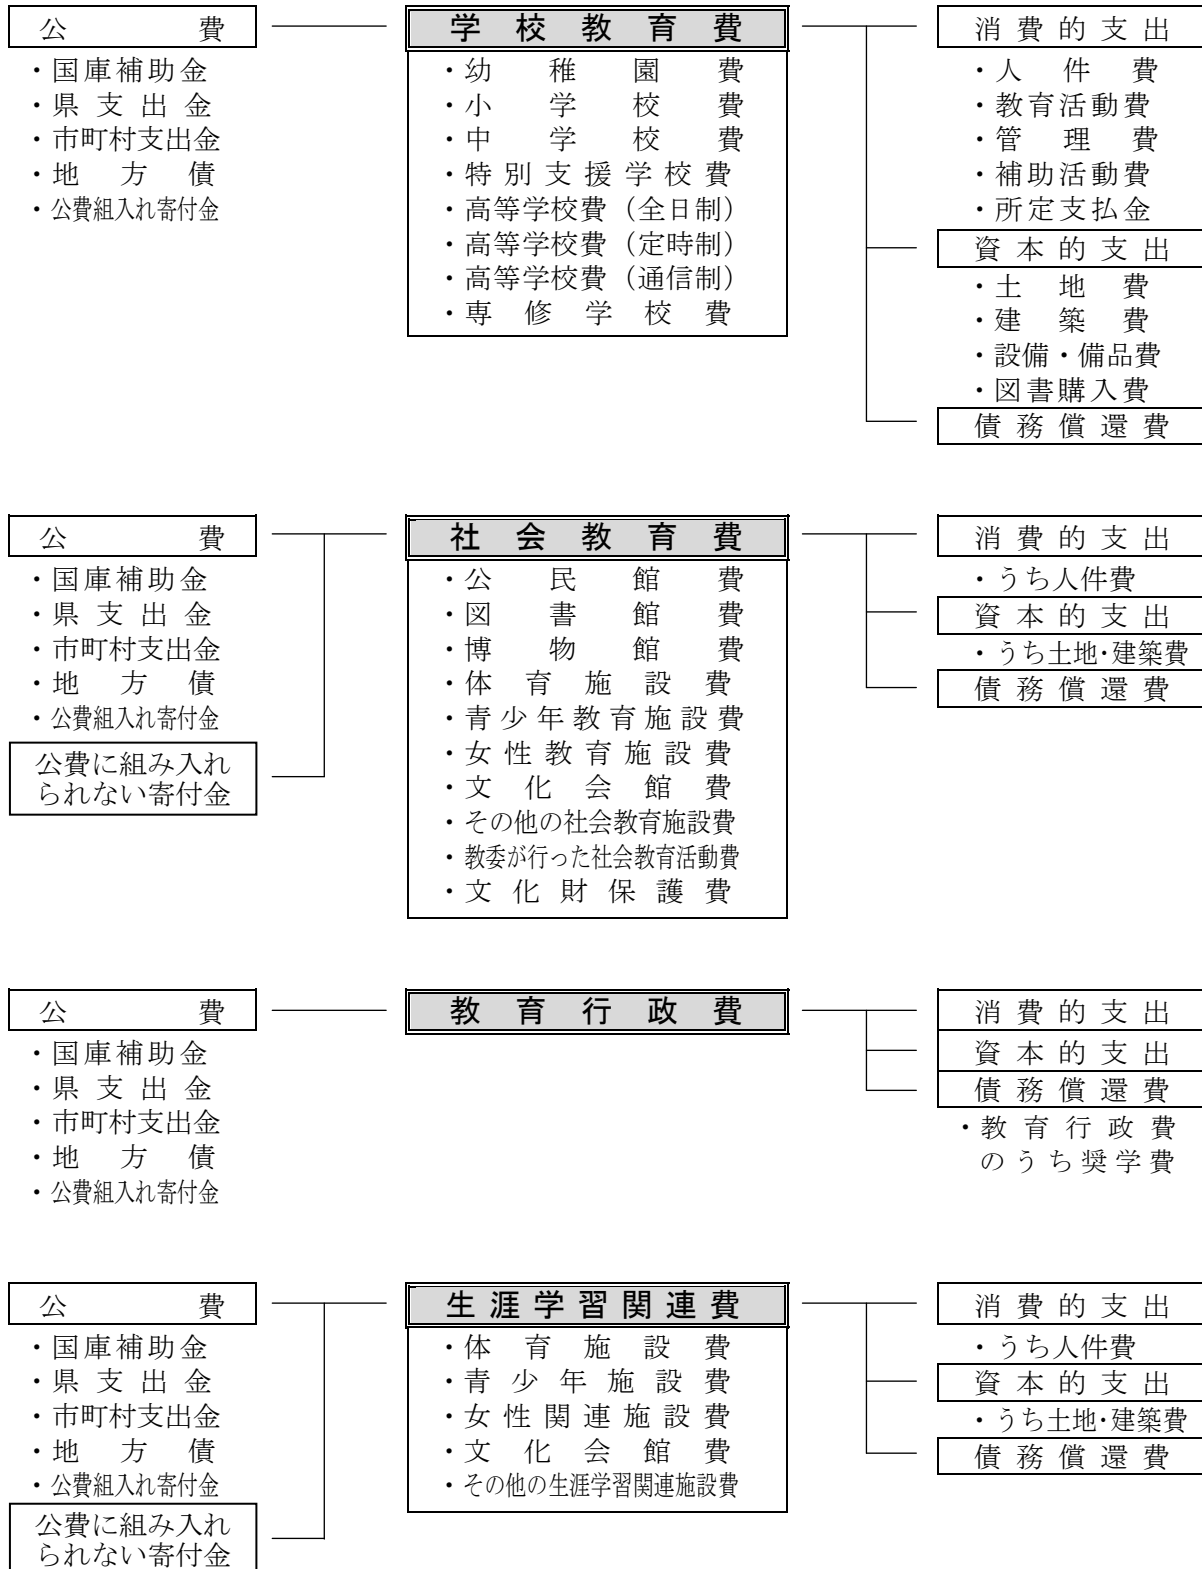 公費
・国庫補助金
・県支出金
・市町村支出金
・地方債
・公費組入れ寄付金
学校教育費
・幼稚園費
・小学校費
・中学校費
・特別支援学校費
・高等学校費（全日制）
・高等学校費（定時制）
・高等学校費（通信制）
・専修学校費
消費的支出
・人件費
・教育活動費
・管理費
・補助活動費
・所定支払金
資本的支出
・土地費
・建築費
・設備・備品費
・図書購入費
債務償還費
公費
・国庫補助金
・県支出金
・市町村支出金
・地方債
・公費組入れ寄付金
公費に組み入れ
られない寄付金
社会教育費
・公民館費
・図書館費
・博物館費
・体育施設費
・青少年教育施設費
・女性教育施設費
・文化会館費
・その他の社会教育施設費
・教委が行った社会教育活動費
・文化財保護費
消費的支出
・うち人件費
資本的支出
・うち土地・建築費
債務償還費
公費
・国庫補助金
・県支出金
・市町村支出金
・地方債
・公費組入れ寄付金
教育行政費
消費的支出
資本的支出
債務償還費
・教育行政費
のうち奨学費
公費
・国庫補助金
・県支出金
・市町村支出金
・地方債
・公費組入れ寄付金
公費に組み入れ
られない寄付金
生涯学習関連費
・体育施設費
・青少年施設費
・女性関連施設費
・文化会館費
・その他の生涯学習関連施設費
消費的支出
・うち人件費
資本的支出
・うち土地・建築費
債務償還費